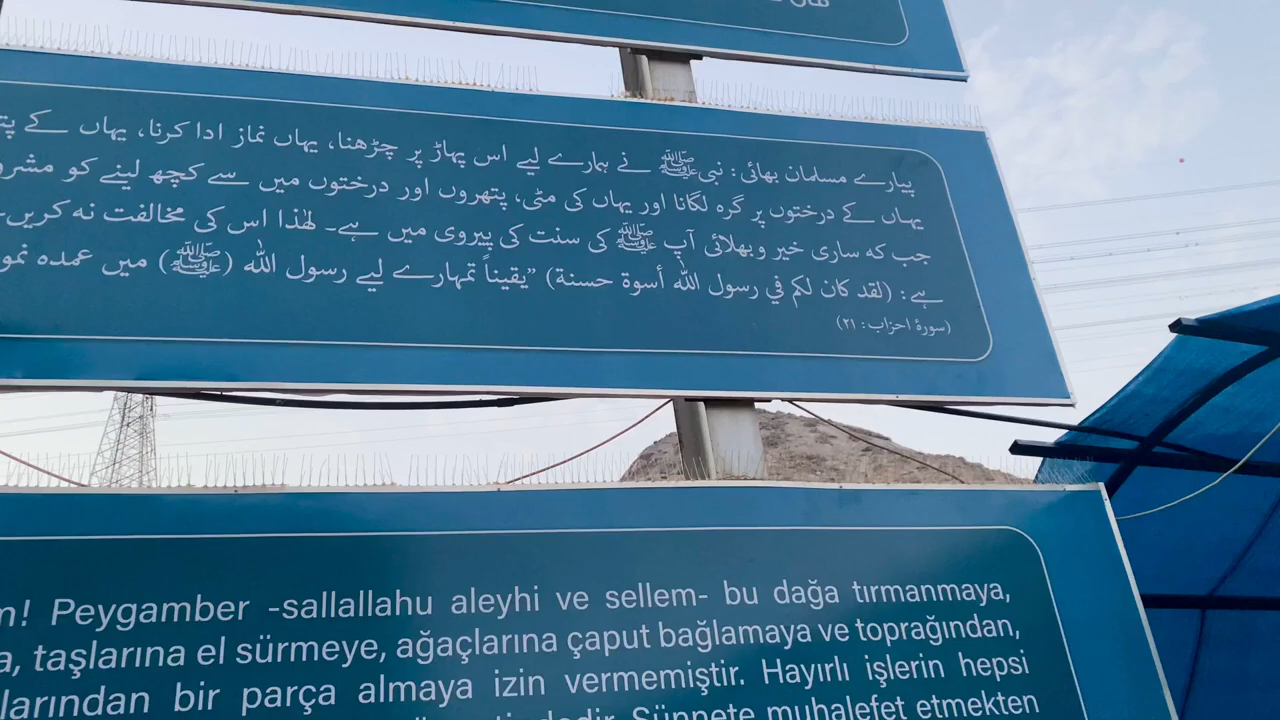 پیارے مسلمان بھائی: نبی ﷺ نے ہمارے لیے اس پہاڑ پر چڑھنا، یہاں نماز ادا کرنا، یہاں کے
یہاں کے درختوں پر گرہ لگانا اور یہاں کی مٹی، پتھروں اور درختوں میں سے کچھ لینے کو
جب کہ ساری خیر وبھلائی آپ ﷺ کی سنت کی پیروی میں ہے۔ لھٰذا اس کی مخالفت نہ کریں۔
ہے: (لقد كان لكم في رسول الله أسوة حسنة) ”یقیناً تمہارے لیے رسول اللہ (ﷺ) میں عمدہ
(سورۂ احزاب: ۲۱)
Peygamber -sallallahu aleyhi ve sellem- bu dağa tırmanmaya,
taşlarına el sürmeye, ağaçlarına çaput bağlamaya ve toprağından,
bir parça almaya izin vermemiştir. Hayırlı işlerin hepsi
Sünnete muhalefet etmekten